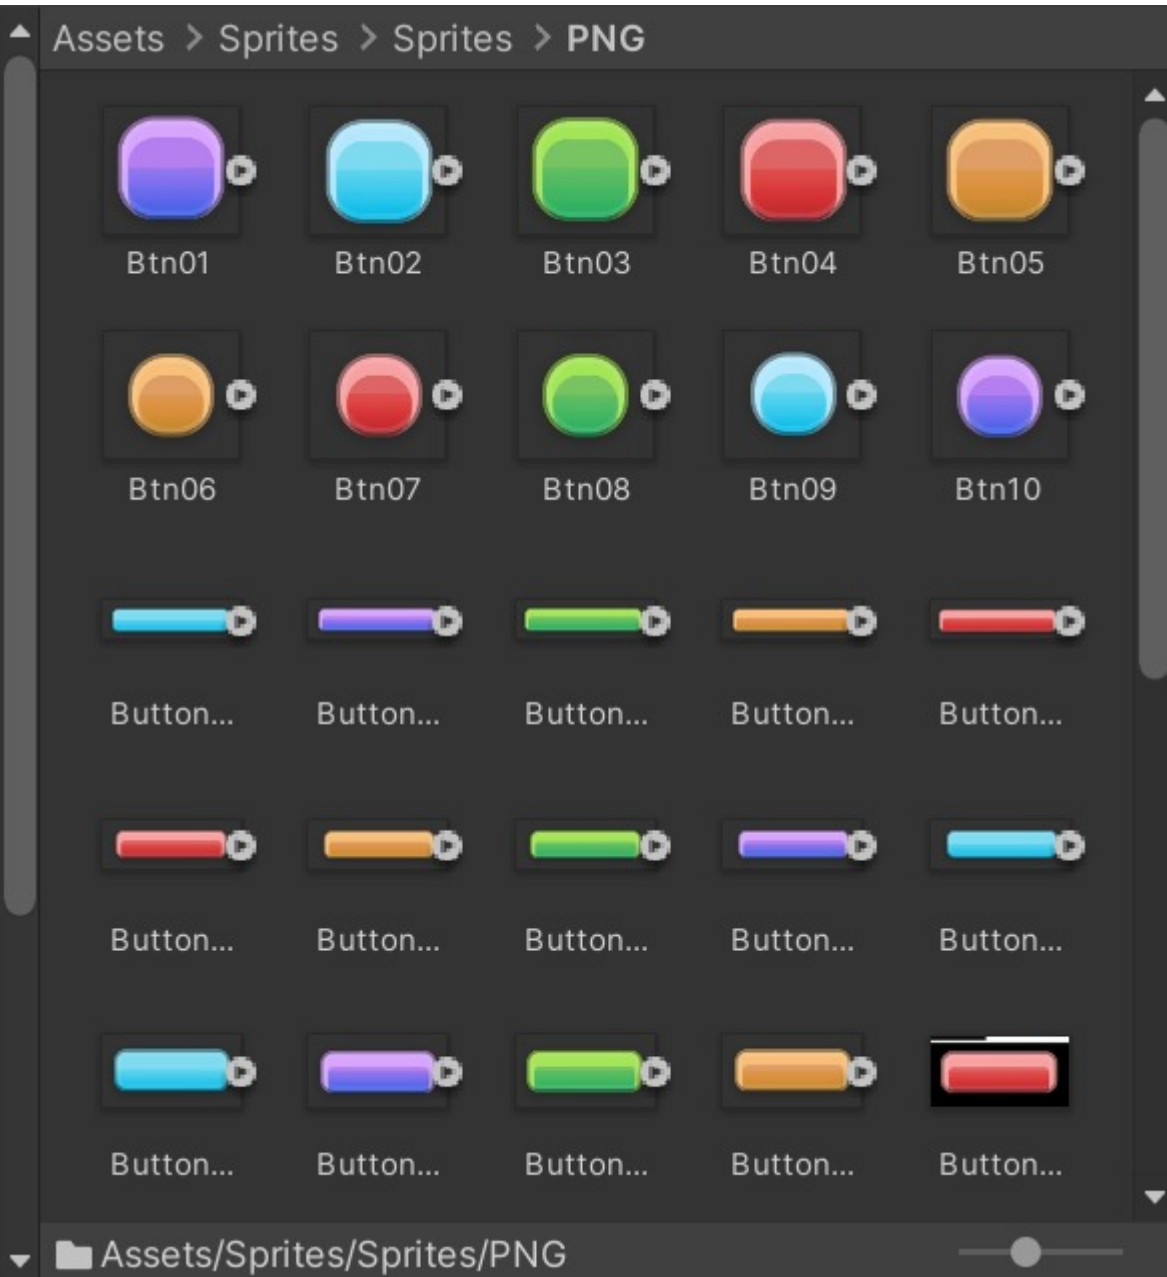 Assets > Sprites > Sprites > PNG
Btn01 Btn02 Btn03 Btn04 Btn05
Btn06 Btn07 Btn08 Btn09 Btn10
Button... Button... Button... Button... Button...
Button... Button... Button... Button... Button...
Button... Button... Button... Button... Button...
Assets/Sprites/Sprites/PNG